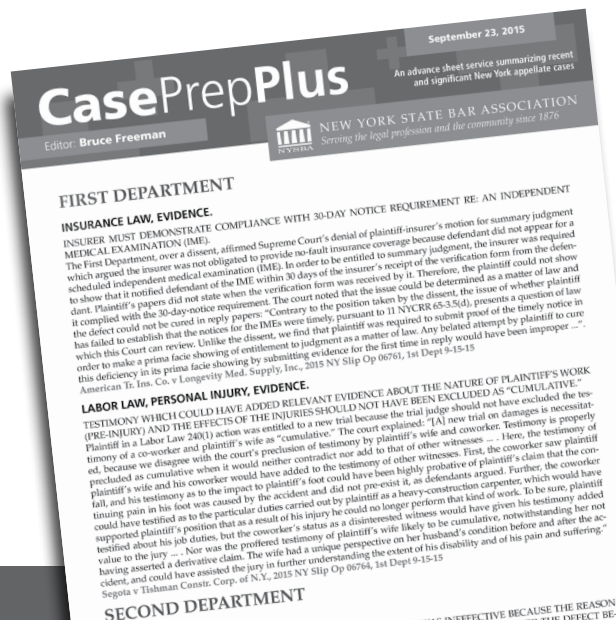 September 23, 2015
An advance sheet service summarizing recent
and significant New York appellate cases
CasePrepPlus
Editor: Bruce Freeman
NYSBA
NEW YORK STATE BAR ASSOCIATION
Serving the legal profession and the community since 1876
FIRST DEPARTMENT
INSURANCE LAW, EVIDENCE.
INSURER MUST DEMONSTRATE COMPLIANCE WITH 30-DAY NOTICE REQUIREMENT RE: AN INDEPENDENT
MEDICAL EXAMINATION (IME).
The First Department, over a dissent, affirmed Supreme Court's denial of plaintiff-insurer's motion for summary judgment
which argued the insurer was not obligated to provide no-fault insurance coverage because defendant did not appear for a
scheduled independent medical examination (IME). In order to be entitled to summary judgment, the insurer was required
to show that it notified defendant of the IME within 30 days of the insurer's receipt of the verification form from the defen-
dant. Plaintiff's papers did not state when the verification form was received by it. Therefore, the plaintiff could not show
it complied with the 30-day-notice requirement. The court noted that the issue could be determined as a matter of law and
the defect could not be cured in reply papers: "Contrary to the position taken by the dissent, the issue of whether plaintiff
has failed to establish that the notices for the IMEs were timely, pursuant to 11 NYCRR 65-3.5(d), presents a question of law
which this Court can review. Unlike the dissent, we find that plaintiff was required to submit proof of the timely notice in
order to make a prima facie showing of entitlement to judgment as a matter of law. Any belated attempt by plaintiff to cure
this deficiency in its prima facie showing by submitting evidence for the first time in reply would have been improper ...".
American Tr. Ins. Co. v Longevity Med. Supply, Inc., 2015 NY Slip Op 06761, 1st Dept 9-15-15
LABOR LAW, PERSONAL INJURY, EVIDENCE.
TESTIMONY WHICH COULD HAVE ADDED RELEVANT EVIDENCE ABOUT THE NATURE OF PLAINTIFF'S WORK
(PRE-INJURY) AND THE EFFECTS OF THE INJURIES SHOULD NOT HAVE BEEN EXCLUDED AS "CUMULATIVE."
Plaintiff in a Labor Law 240(1) action was entitled to a new trial because the trial judge should not have excluded the tes-
timony of a co-worker and plaintiff's wife as "cumulative." The court explained: "[A] new trial on damages is necessitat-
ed, because we disagree with the court's preclusion of testimony by plaintiff's wife and coworker. Testimony is properly
precluded as cumulative when it would neither contradict nor add to that of other witnesses ... . Here, the testimony of
plaintiff's wife and his coworker would have added to the testimony of other witnesses. First, the coworker saw plaintiff
fall, and his testimony as to the impact to plaintiff's foot could have been highly probative of plaintiff's claim that the con-
tinuing pain in his foot was caused by the accident and did not pre-exist it, as defendants argued. Further, the coworker
could have testified as to the particular duties carried out by plaintiff as a heavy-construction carpenter, which would have
supported plaintiff's position that as a result of his injury he could no longer perform that kind of work. To be sure, plaintiff
testified about his job duties, but the coworker's status as a disinterested witness would have given his testimony added
value to the jury ... . Nor was the proffered testimony of plaintiff's wife likely to be cumulative, notwithstanding her not
having asserted a derivative claim. The wife had a unique perspective on her husband's condition before and after the ac-
cident, and could have assisted the jury in further understanding the extent of his disability and of his pain and suffering."
Segota v Tishman Constr. Corp. of N.Y., 2015 NY Slip Op 06764, 1st Dept 9-15-15
SECOND DEPARTMENT
INEFFECTIVE BECAUSE THE REASON
THE DEFECT BE-